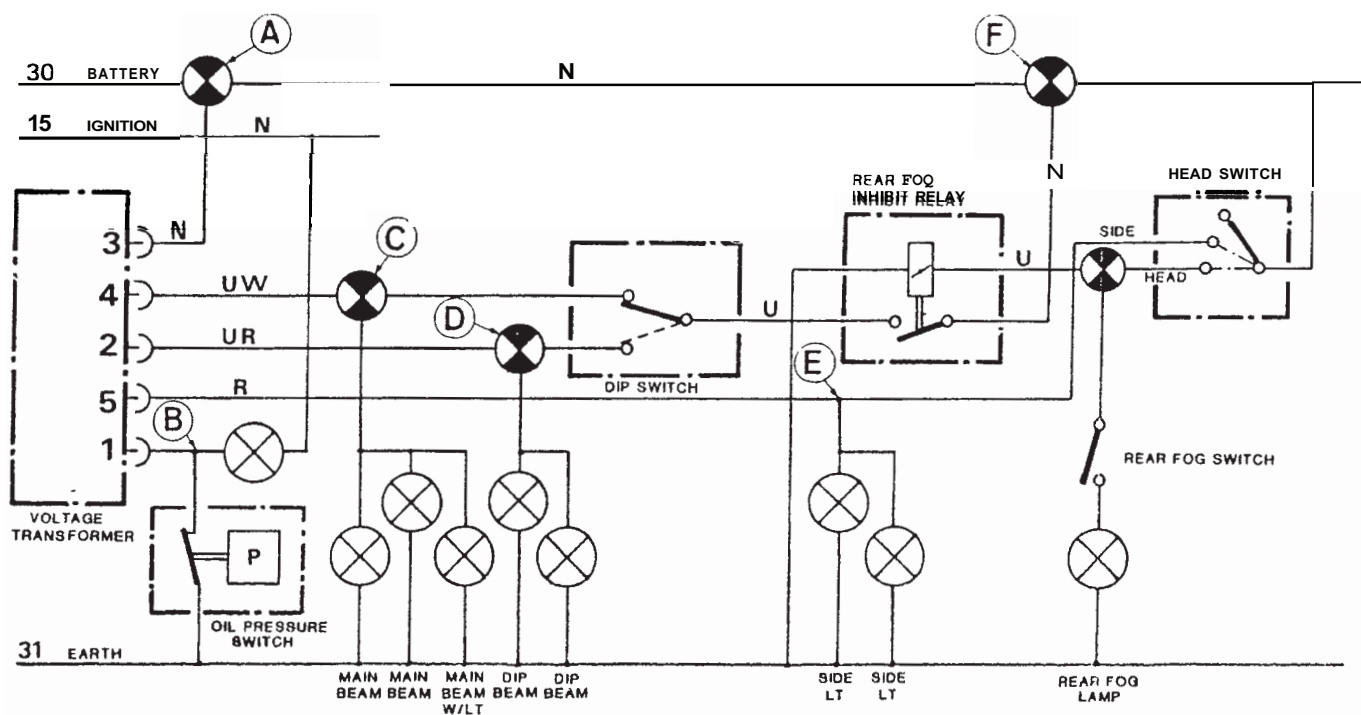 A
F
30 BATTERY
N
15 IGNITION N
N
REAR FOQ
INHIBIT RELAY
HEAD SWITCH
3 N
C
SIDE
U
HEAD
4 UW
D
U
2 UR
E
DIP SWITCH
5 R
B
1
REAR FOG SWITCH
VOLTAGE
TRANSFORMER
P
OIL PRESSURE
SWITCH
31 EARTH
MAIN
BEAM
MAIN
BEAM
MAIN
BEAM
W/LT
DIP
BEAM
DIP
BEAM
SIDE
LT
SIDE
LT
REAR FOG
LAMP